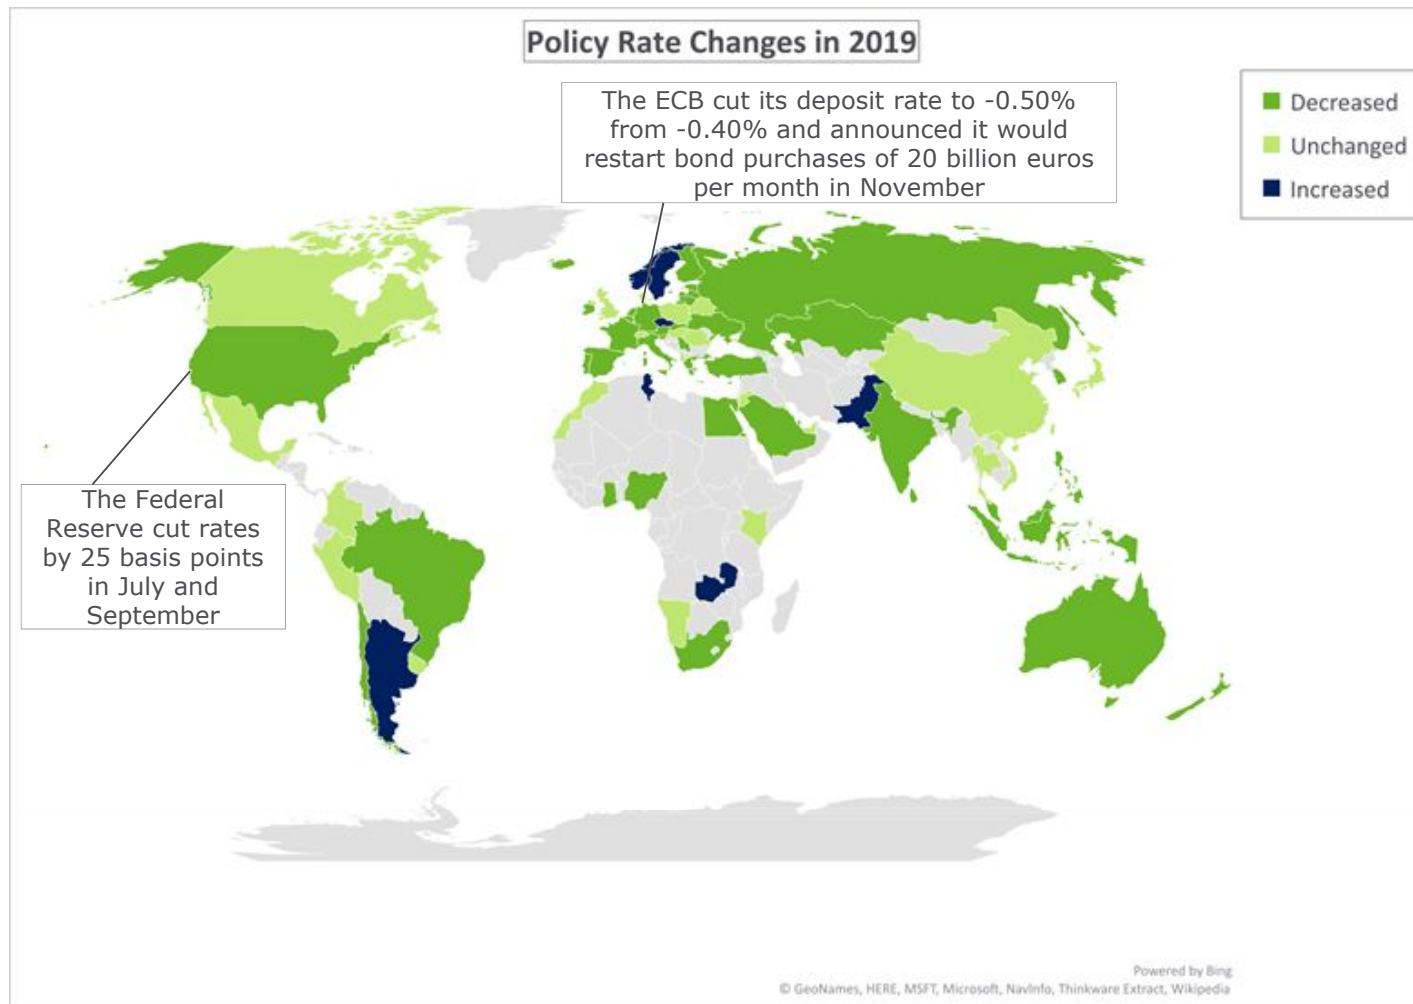 Policy Rate Changes in 2019
The ECB cut its deposit rate to -0.50%
from -0.40% and announced it would
restart bond purchases of 20 billion euros
per month in November
Decreased
Unchanged
Increased
The Federal
Reserve cut rates
by 25 basis points
in July and
September
Powered by Bing
© GeoNames, HERE, MSFT, Microsoft, NavInfo, Thinkware Extract, Wikipedia